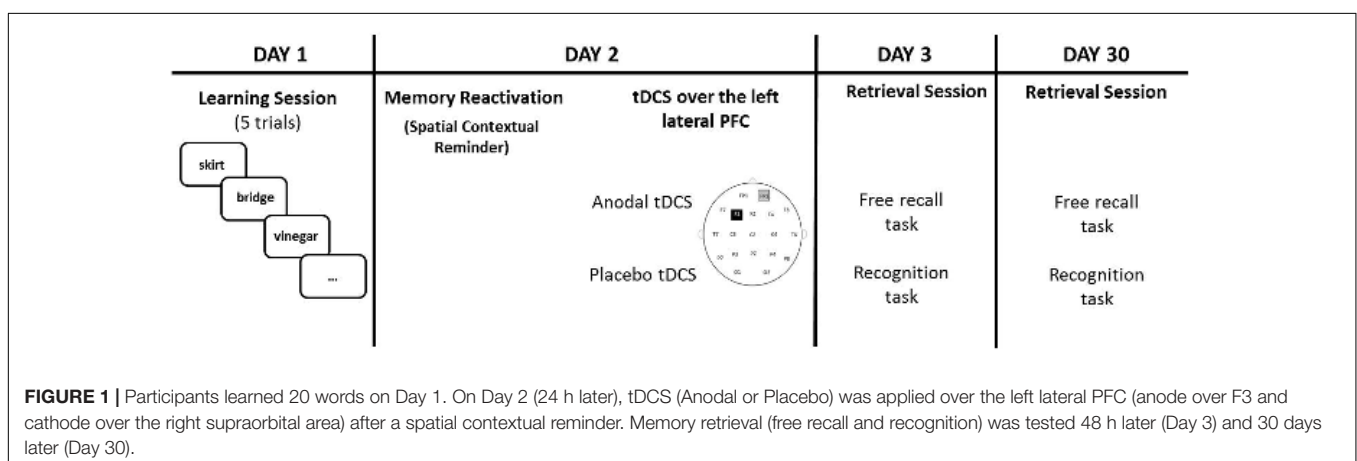 DAY 1
DAY 2
DAY 3
DAY 30
Learning Session
(5 trials)
skirt
bridge
vinegar
...
Memory Reactivation
(Spatial Contextual
Reminder)
tDCS over the left
lateral PFC
Anodal tDCS
Placebo tDCS
Retrieval Session
Free recall
task
Recognition
task
Retrieval Session
Free recall
task
Recognition
task
FIGURE 1 | Participants learned 20 words on Day 1. On Day 2 (24 h later), tDCS (Anodal or Placebo) was applied over the left lateral PFC (anode over F3 and
cathode over the right supraorbital area) after a spatial contextual reminder. Memory retrieval (free recall and recognition) was tested 48 h later (Day 3) and 30 days
later (Day 30).